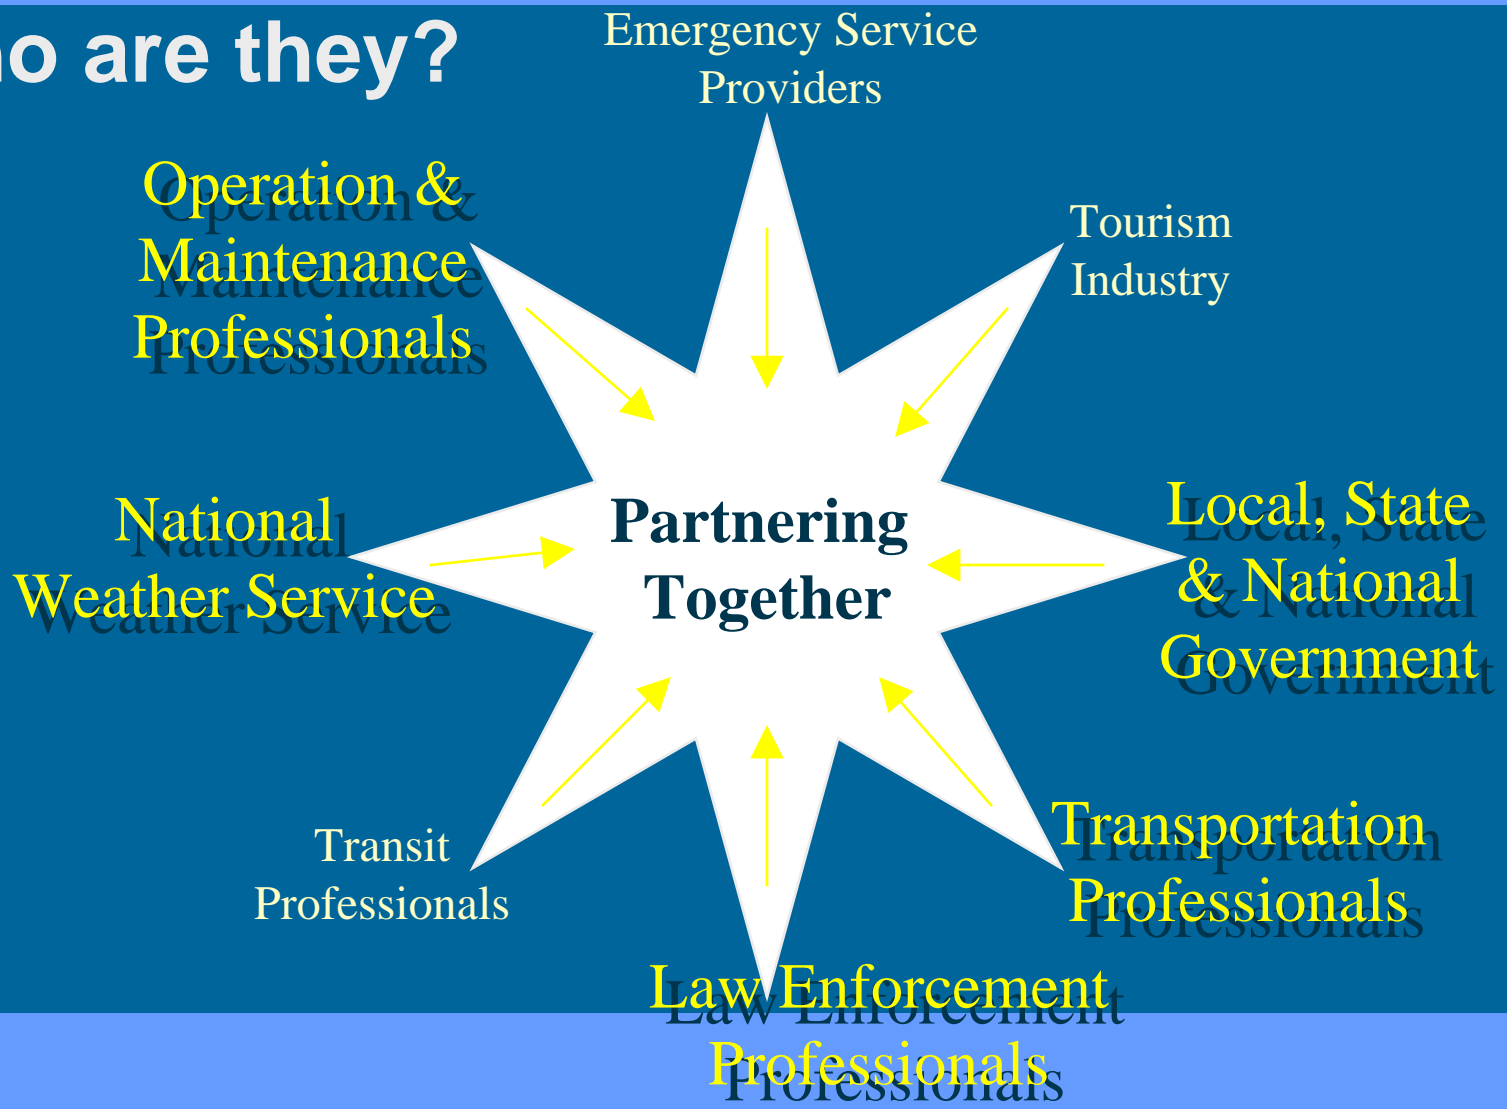 o are they?
Emergency Service
Providers
Operation &
Maintenance
Professionals
Tourism
Industry
National
Weather Service
Partnering
Together
Local, State
& National
Government
Transit
Professionals
Transportation
Professionals
Law Enforcement
Professionals